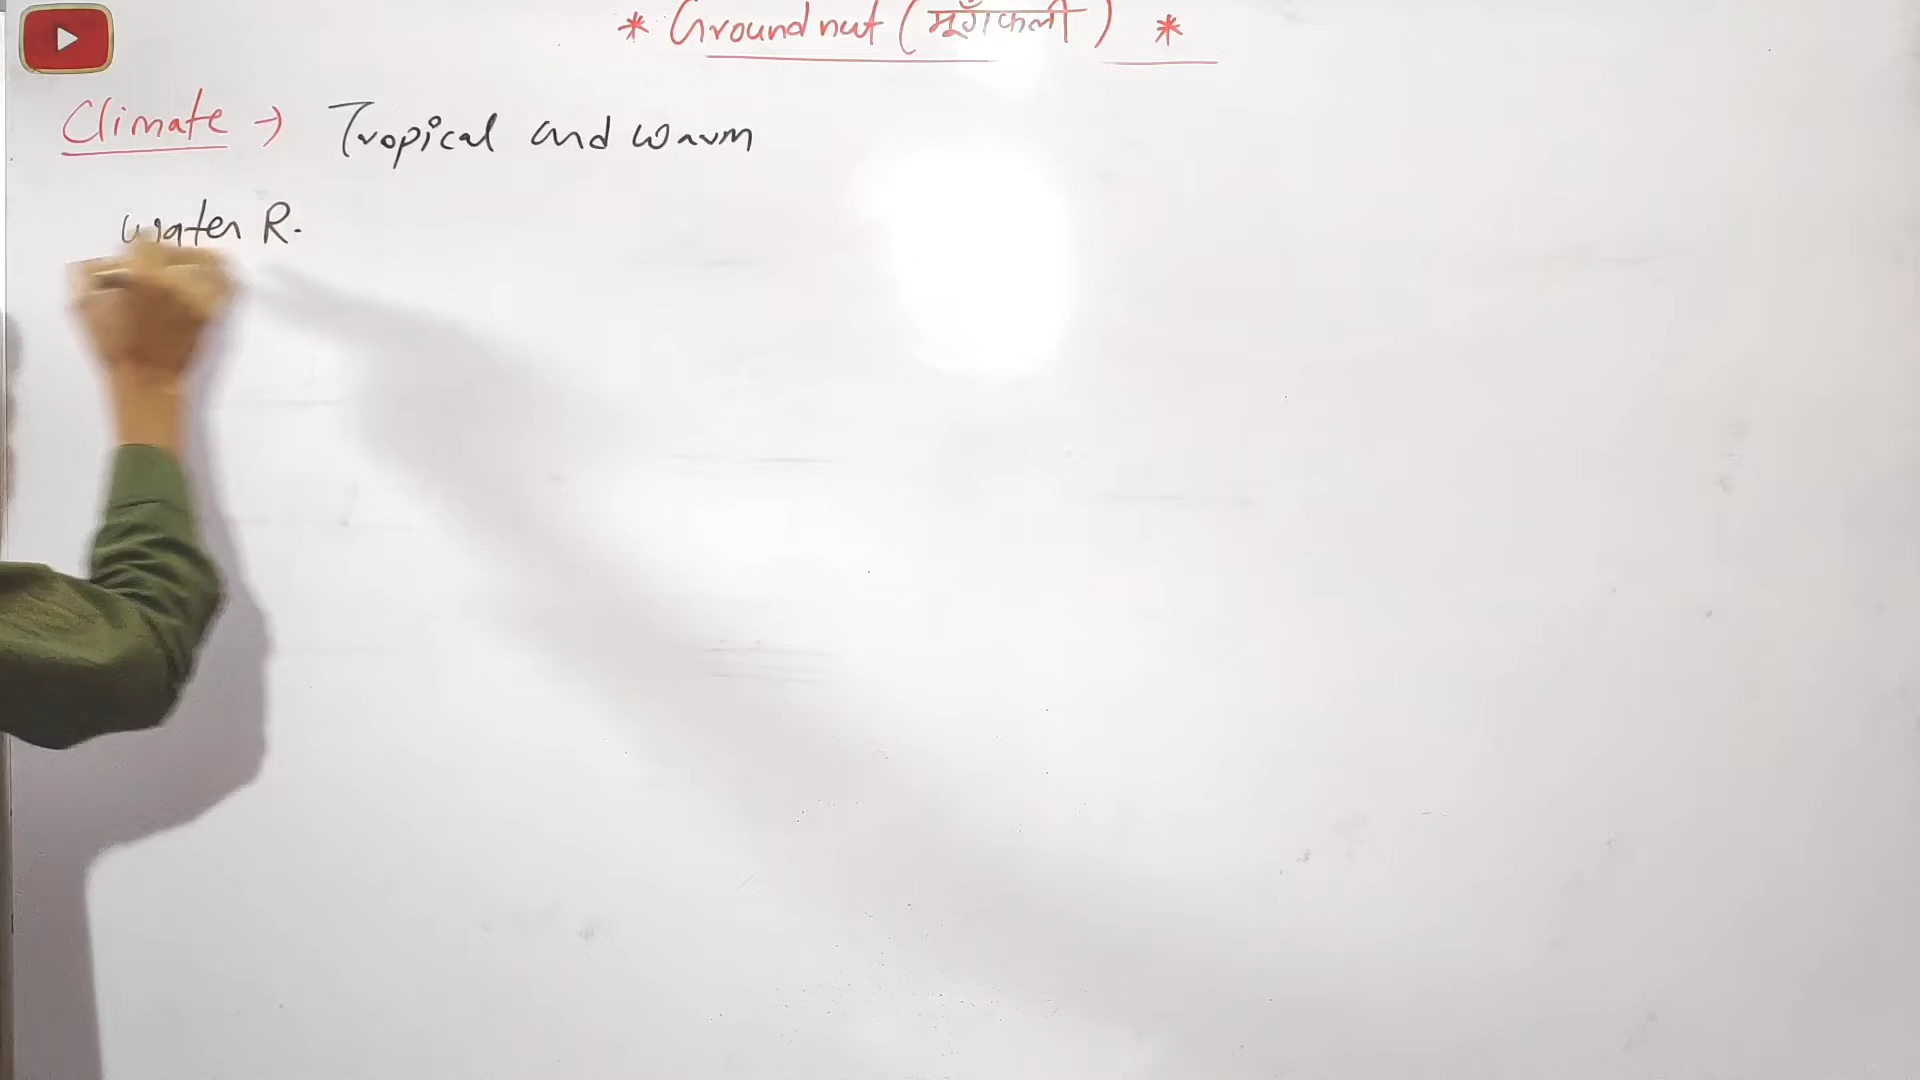 * Groundnut (मूँगफली) *
Climate → Tropical and warm
water R.